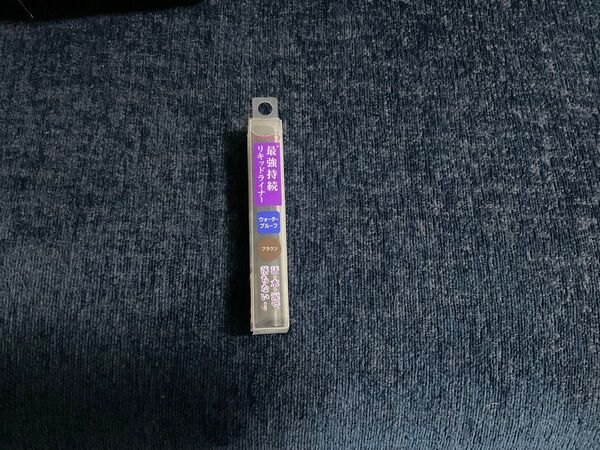 最強持続
リキッドライナー
ウォーター
プルーフ
ブラウン
汗・水・涙で
落ちない!